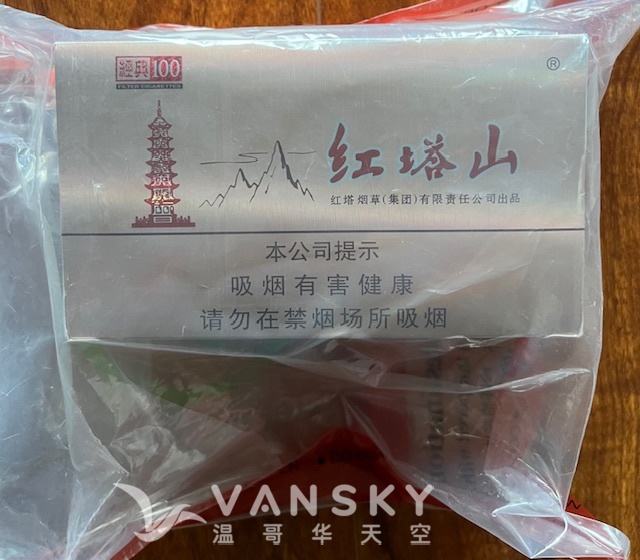 經典100
FILTER CIGARETTES
®
红塔山
红塔烟草(集团)有限责任公司出品
本公司提示
吸烟有害健康
请勿在禁烟场所吸烟
VANSKY
温哥华天空